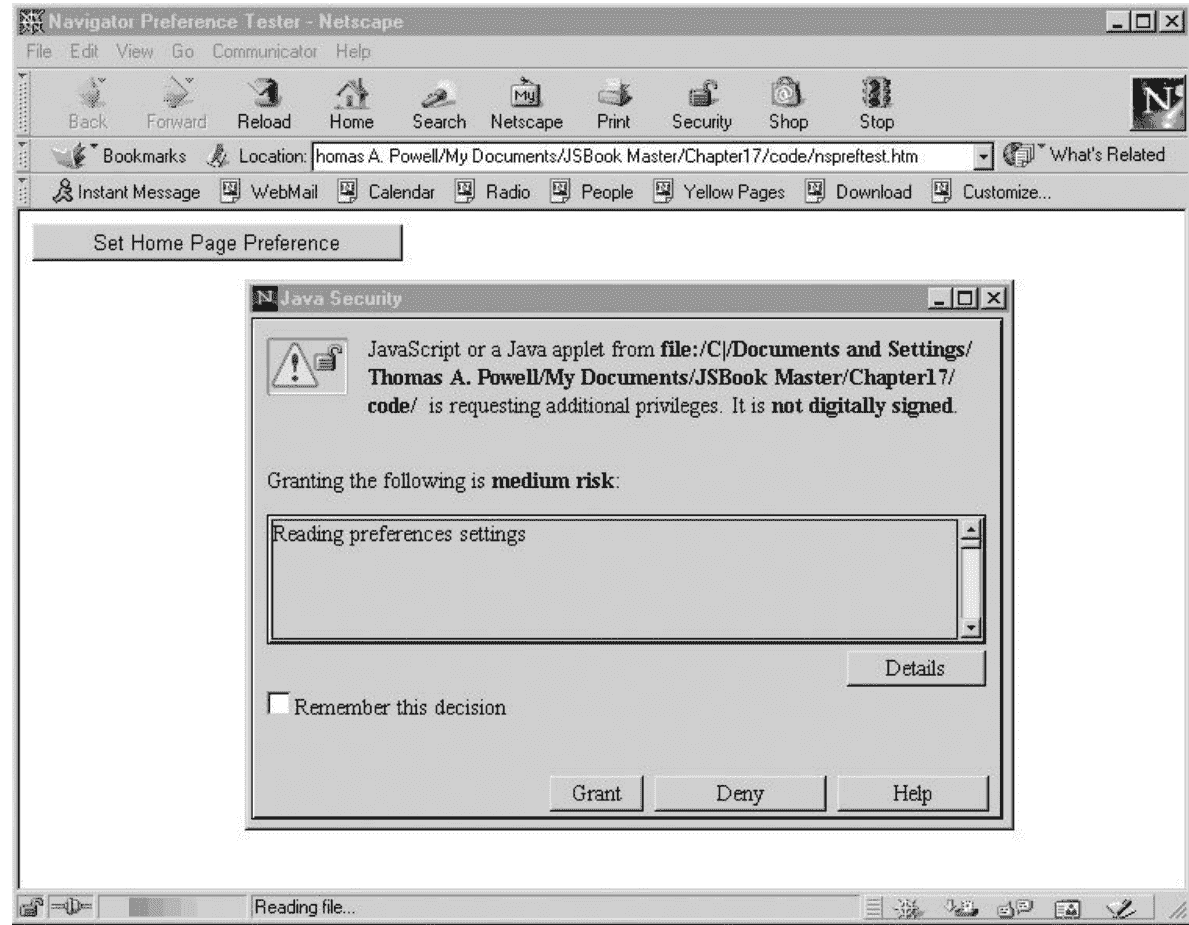 Navigator Preference Tester - Netscape
File Edit View Go Communicator Help
Back Forward Reload Home Search Netscape Print Security Shop Stop
My
N
Bookmarks Location: homas A. Powell/My Documents/JSBook Master/Chapter17/code/nspreftest.htm What's Related
Instant Message WebMail Calendar Radio People Yellow Pages Download Customize...
Set Home Page Preference
N Java Security
JavaScript or a Java applet from file:/C|/Documents and Settings/
Thomas A. Powell/My Documents/JSBook Master/Chapter17/
code/ is requesting additional privileges. It is not digitally signed.
Granting the following is medium risk:
Reading preferences settings
Details
Remember this decision
Grant Deny Help
Reading file...